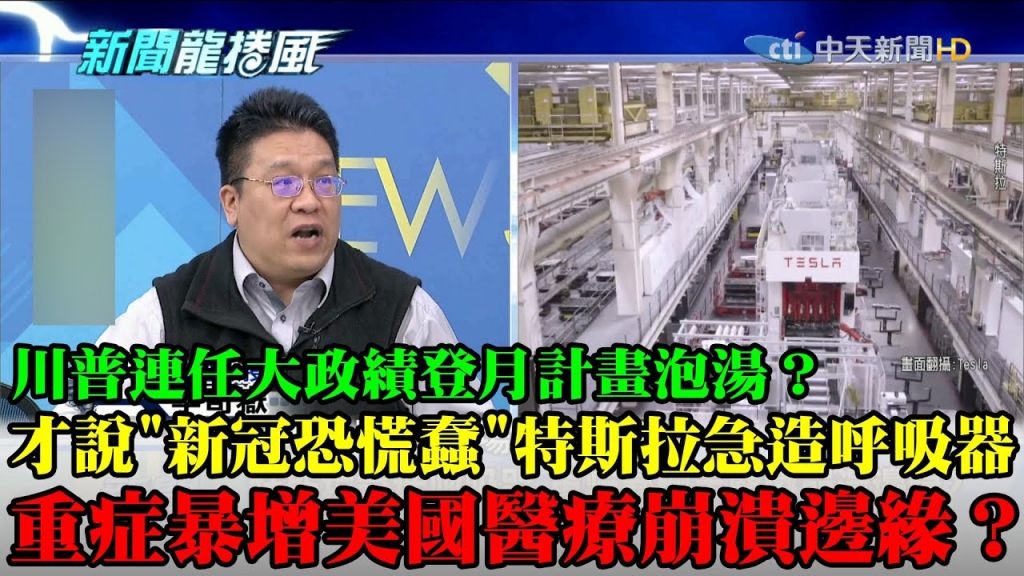 新聞龍捲風
cti 中天新聞HD
EW
特斯拉
TESLA
畫面翻攝:Tesla
川普連任大政績登月計畫泡湯？
才說"新冠恐慌蠢"特斯拉急造呼吸器
重症暴增美國醫療崩潰邊緣？